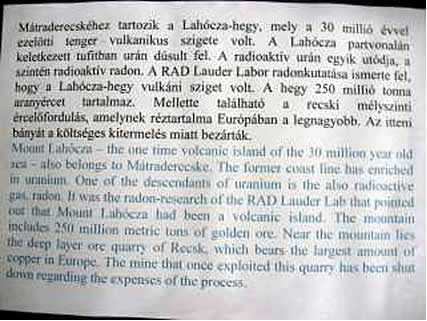 Mátraderecskéhez tartozik a Lahócza-hegy, mely a 30 millió évvel
ezelőtti tenger vulkanikus szigete volt. A Lahócza partvonalán
keletkezett tufitban urán dúsult fel. A radioaktív urán egyik utódja, a
szintén radioaktív radon. A RAD Lauder Labor radonkutatása ismerte fel,
hogy a Lahócza-hegy vulkáni sziget volt. A hegy 250 millió tonna
aranyércet tartalmaz. Mellette található a recski mélyszinti
ércelőfordulás, amelynek réztartalma Európában a legnagyobb. Az itteni
bányát a költséges kitermelés miatt bezárták.
Mount Lahócza – the one time volcanic island of the 30 million year old
sea – also belongs to Mátraderecske. The former coast line has enriched
in uranium. One of the descendants of uranium is the also radioactive
gas, radon. It was the radon-research of the RAD Lauder Lab that pointed
out that Mount Lahócza had been a volcanic island. The mountain
includes 250 million metric tons of golden ore. Near the mountain lies
the deep layer ore quarry of Recsk, which bears the largest amount of
copper in Europe. The mine that once exploited this quarry has been shut
down regarding the expenses of the process.